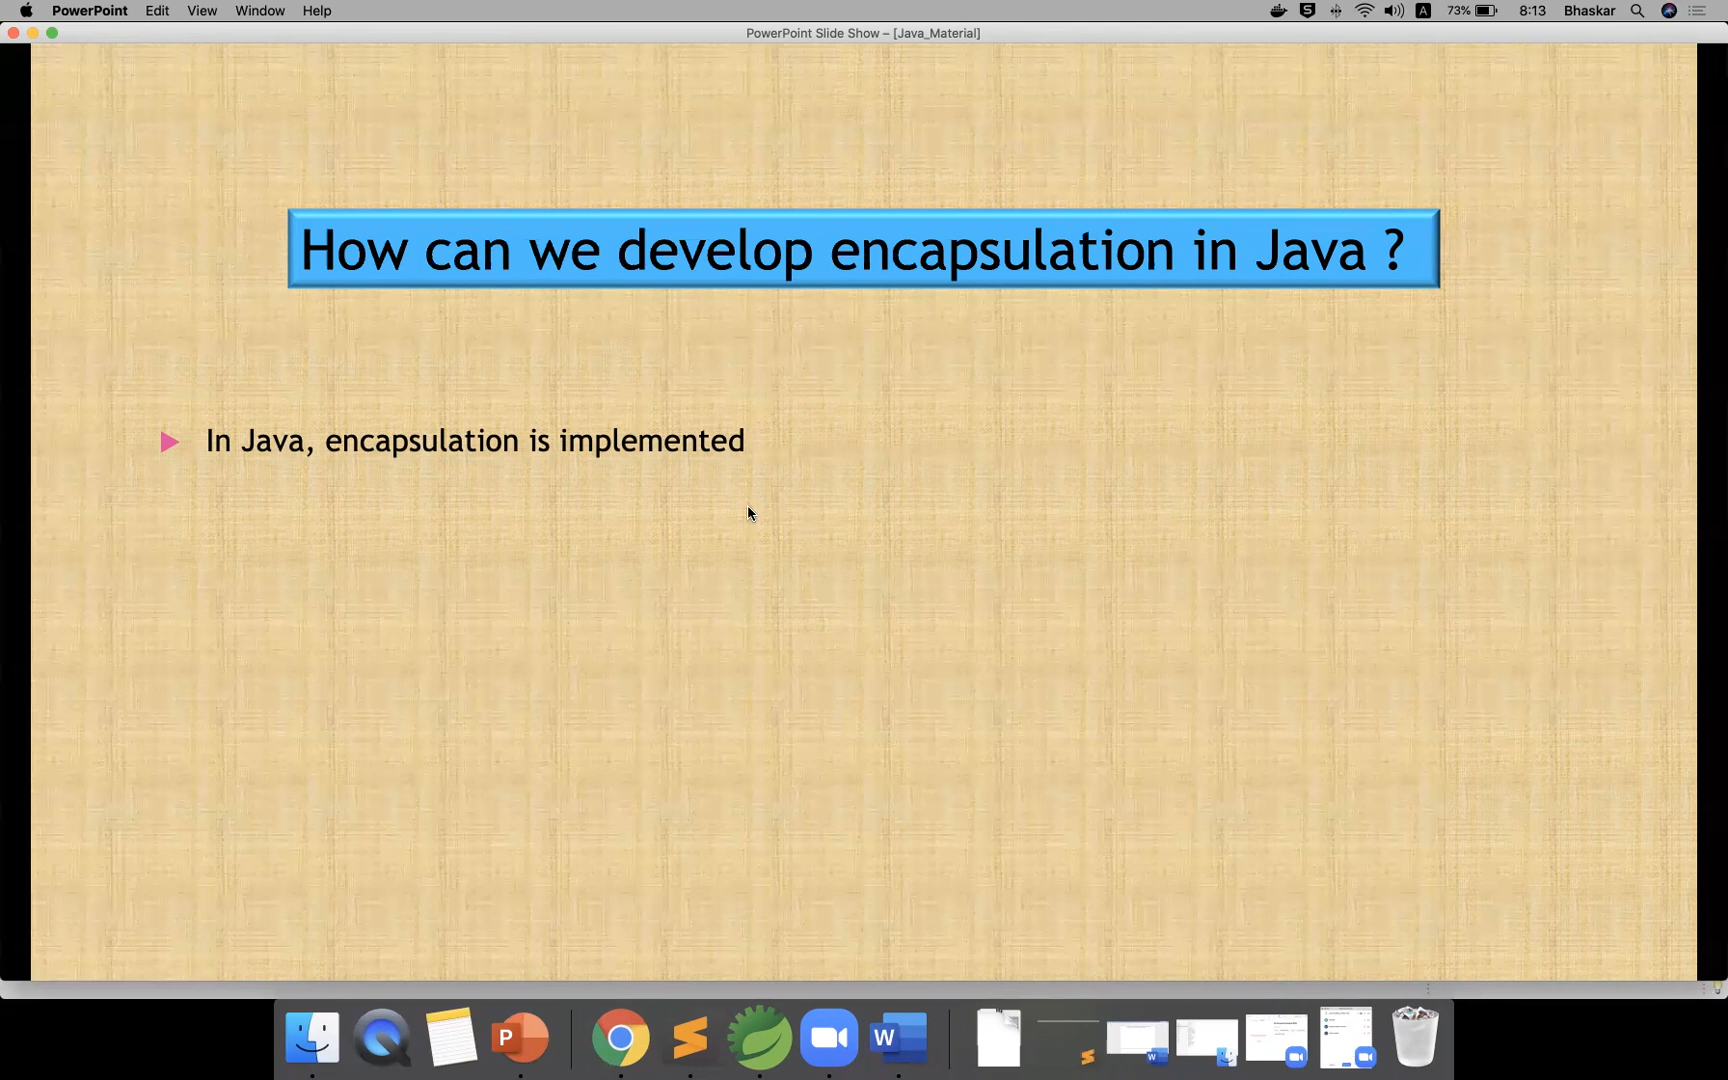 PowerPoint Edit View Window Help
A 73% 8:13 Bhaskar
PowerPoint Slide Show – [Java_Material]
How can we develop encapsulation in Java ?
In Java, encapsulation is implemented